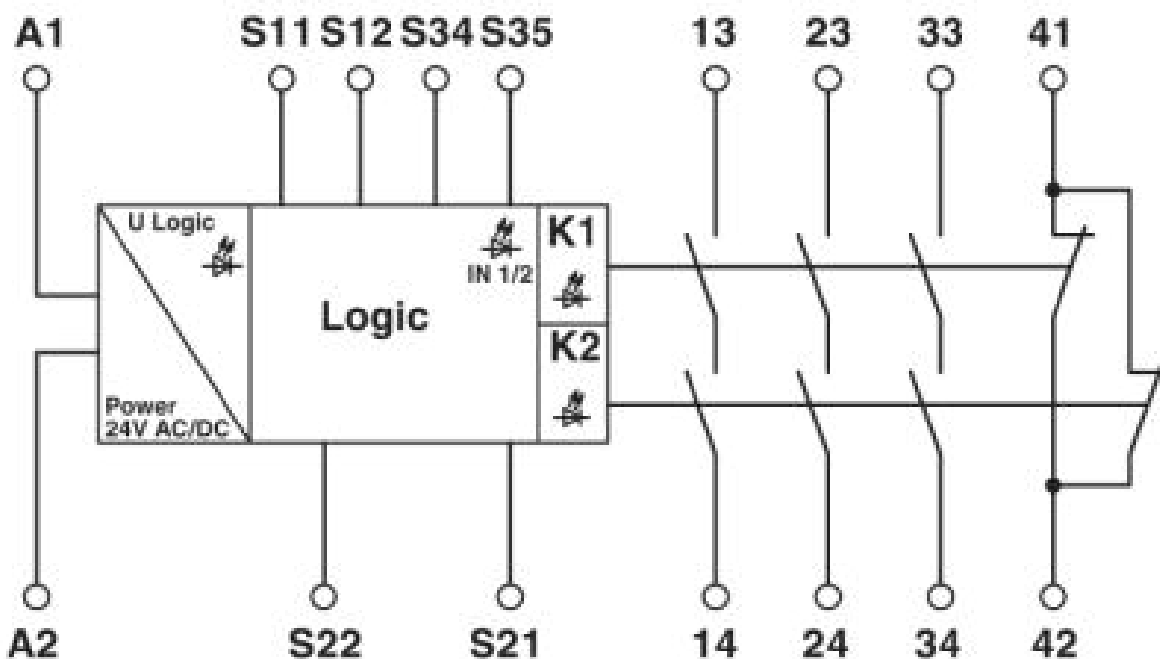 A1 S11 S12 S34 S35 13 23 33 41
U Logic
K1
IN 1/2
Logic
K2
Power
24V AC/DC
A2 S22 S21 14 24 34 42